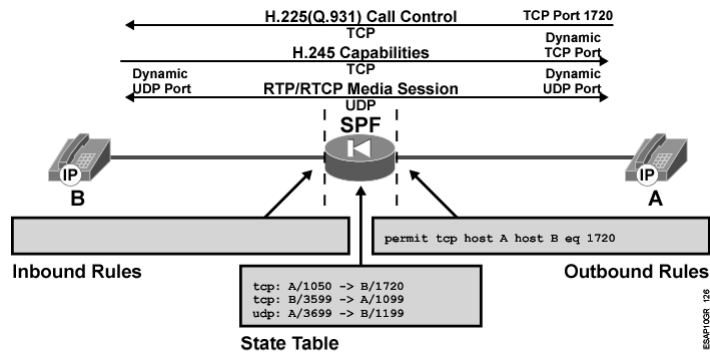 H.225(Q.931) Call Control
TCP Port 1720
TCP
Dynamic
TCP Port
H.245 Capabilities
TCP
Dynamic
UDP Port
RTP/RTCP Media Session
Dynamic
UDP Port
UDP
SPF
IP
B
IP
A
permit tcp host A host B eq 1720
Inbound Rules
Outbound Rules
tcp: A/1050 -> B/1720
tcp: B/3599 -> A/1099
udp: A/3699 -> B/1199
State Table
ESAP10GR_126